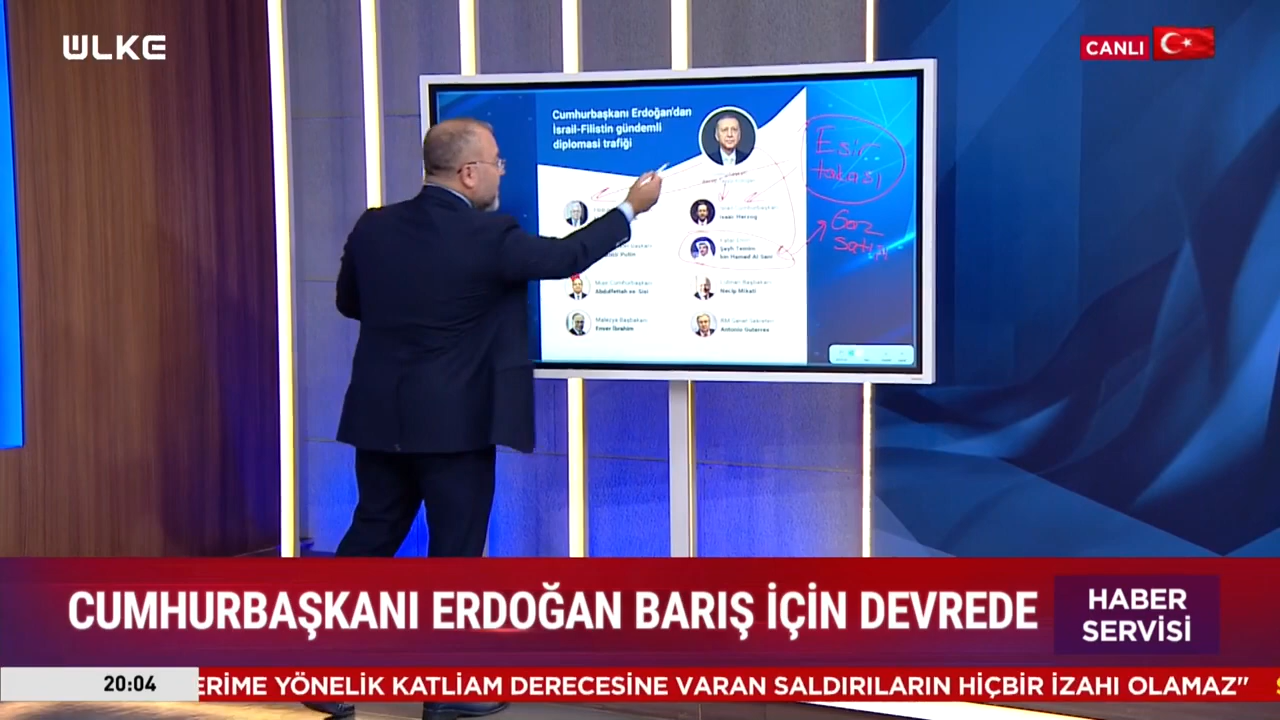 ÜLKE
CANLI
Cumhurbaşkanı Erdoğan'dan
İsrail-Filistin gündemli
diplomasi trafiği
Esir
takası
Isaac Herzog
Şeyh Temim
bin Hamad Al Sani
Putin
Abdulfettah es-Sisi
Necip Mikati
Malezya Başbakanı
Enver İbrahim
BM Genel Sekreteri
Antonio Guterres
CUMHURBAŞKANI ERDOĞAN BARIŞ İÇİN DEVREDE
HABER
SERVİSİ
20:04
ERİME YÖNELİK KATLİAM DERECESİNE VARAN SALDIRILARIN HİÇBİR İZAHI OLAMAZ"